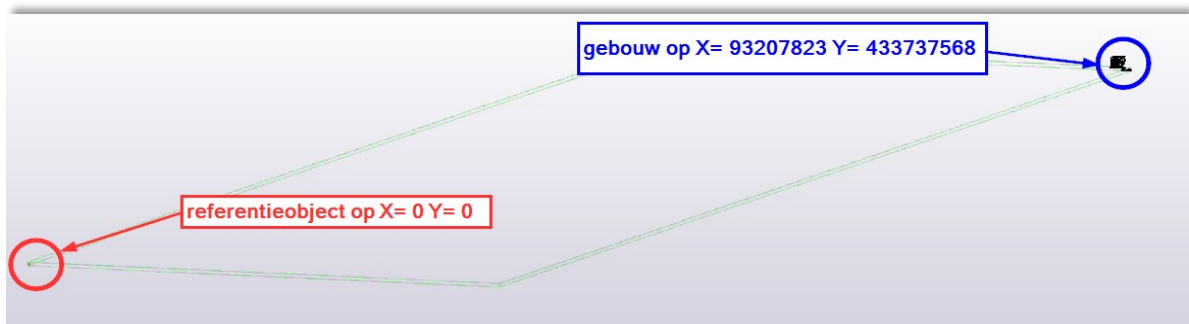 gebouw op X= 93207823 Y= 433737568
referentieobject op X= 0 Y= 0